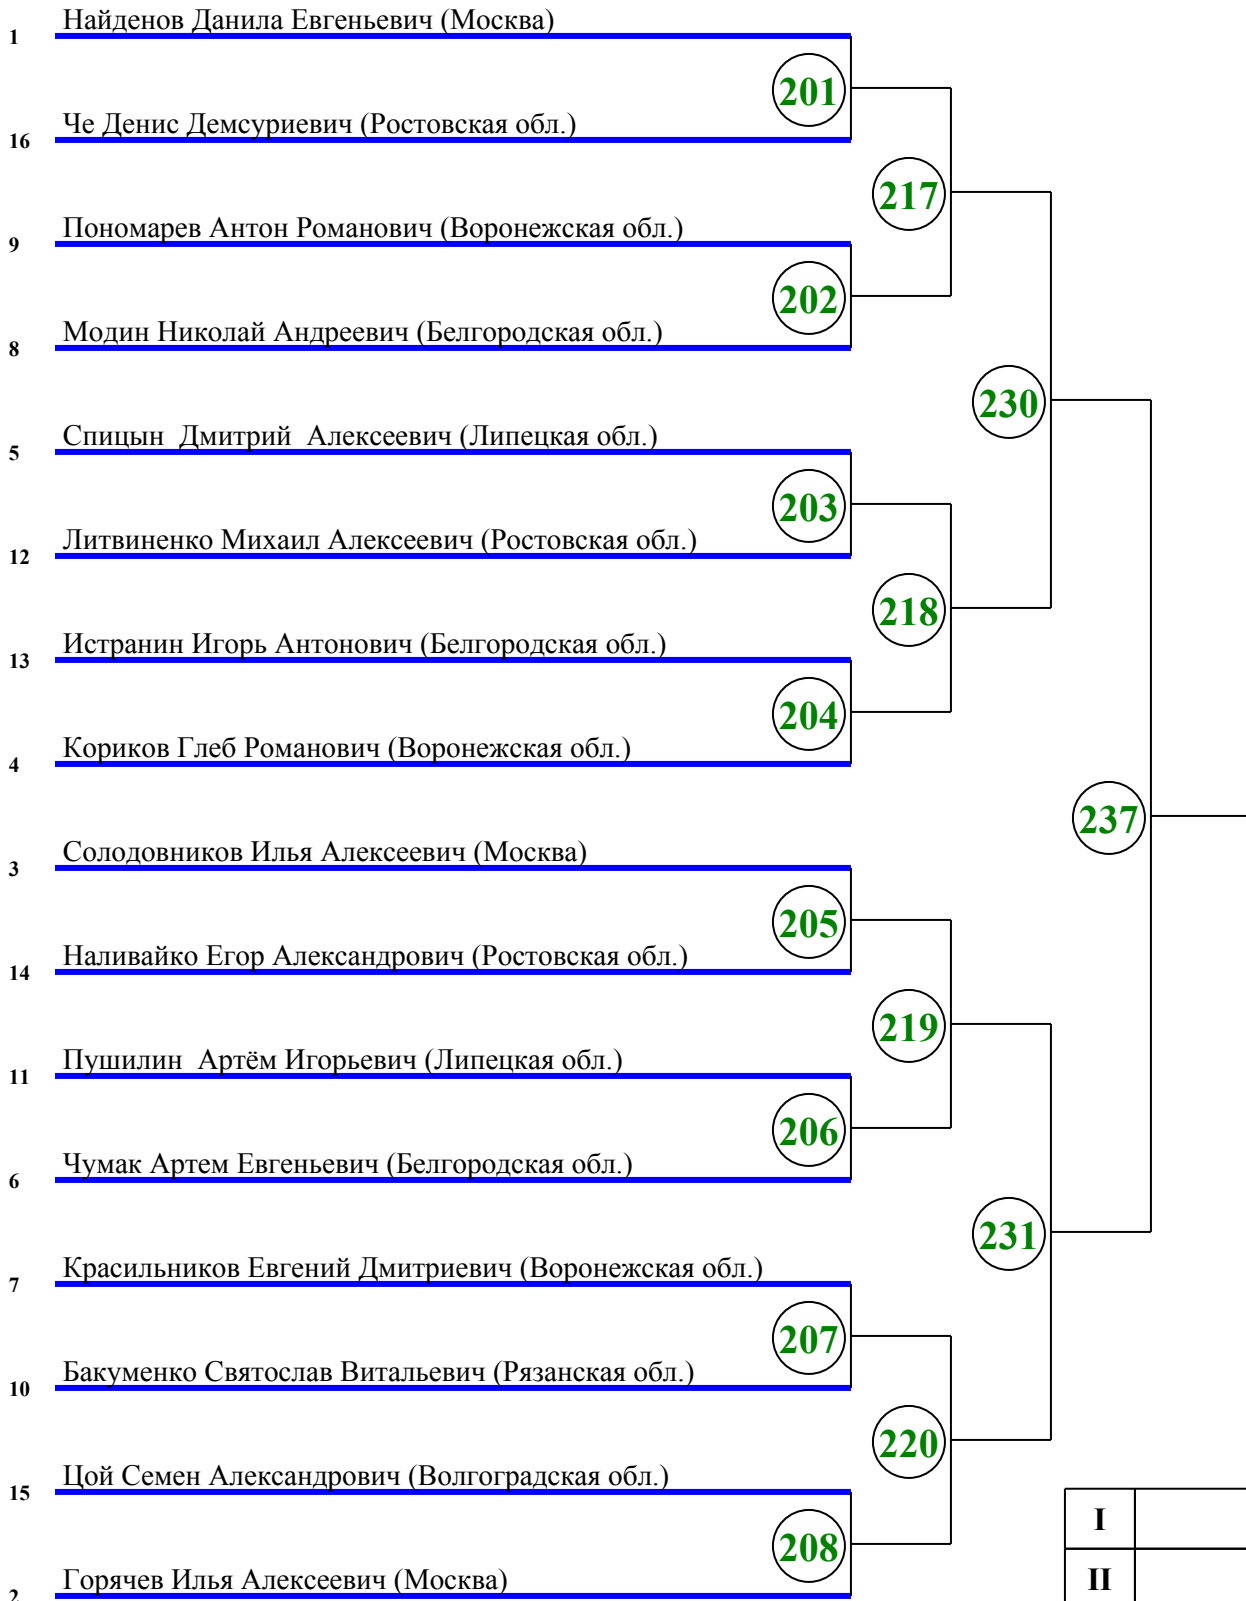 Найденов Данила Евгеньевич (Москва)
1
201
Че Денис Демсуриевич (Ростовская обл.)
16
217
Пономарев Антон Романович (Воронежская обл.)
9
202
Модин Николай Андреевич (Белгородская обл.)
8
230
Спицын Дмитрий Алексеевич (Липецкая обл.)
5
203
Литвиненко Михаил Алексеевич (Ростовская обл.)
12
218
Истранин Игорь Антонович (Белгородская обл.)
13
204
Кориков Глеб Романович (Воронежская обл.)
4
237
Солодовников Илья Алексеевич (Москва)
3
205
Наливайко Егор Александрович (Ростовская обл.)
14
219
Пушилин Артём Игорьевич (Липецкая обл.)
11
206
Чумак Артем Евгеньевич (Белгородская обл.)
6
231
Красильников Евгений Дмитриевич (Воронежская обл.)
7
207
Бакуменко Святослав Витальевич (Рязанская обл.)
10
220
Цой Семен Александрович (Волгоградская обл.)
15
I
208
Горячев Илья Алексеевич (Москва)
2
II